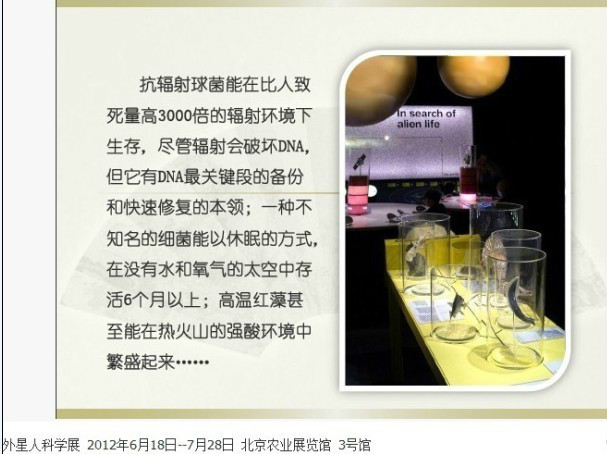 抗辐射球菌能在比人致
死量高3000倍的辐射环境下
生存，尽管辐射会破坏DNA,
但它有DNA最关键段的备份
和快速修复的本领；一种不
知名的细菌能以休眠的方式,
在没有水和氧气的太空中存
活6个月以上；高温红藻甚
至能在热火山的强酸环境中
繁盛起来……
In search of
alien life
外星人科学展 2012年6月18日--7月28日 北京农业展览馆 3号馆